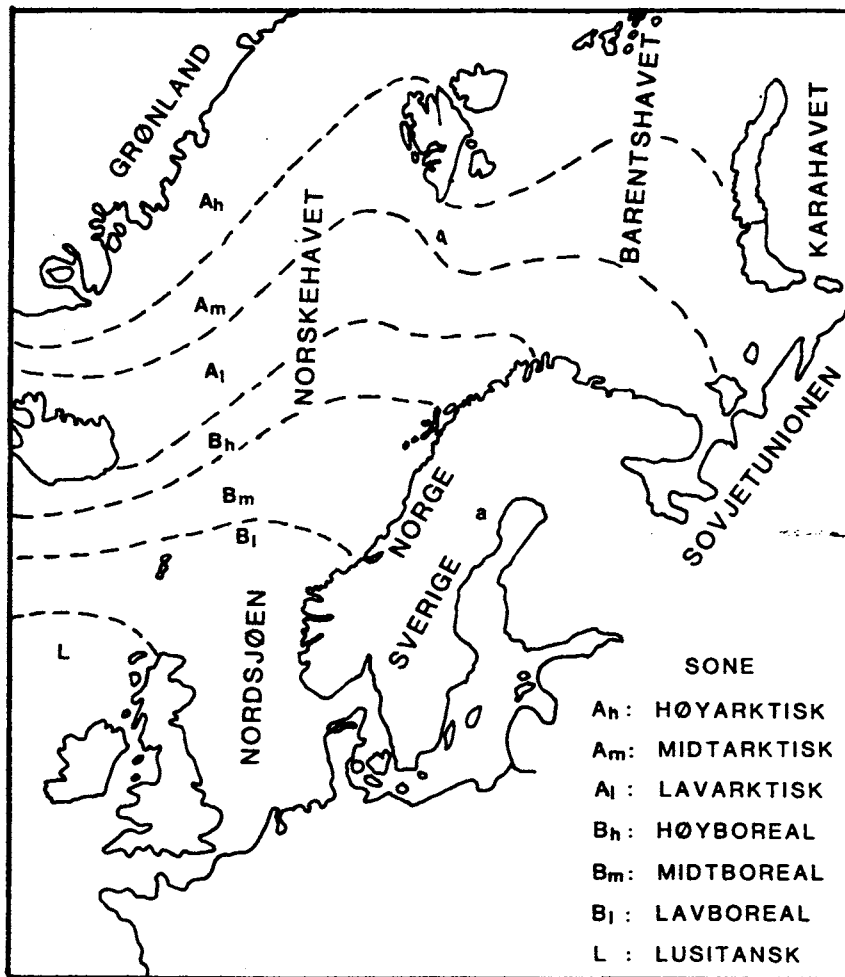 GRØNLAND
BARENTSHAVET
KARAHAVET
Ah
A
NORSKEHAVET
Am
Al
Bh
Bm
Bl
a
NORGE
SOVJETUNIONEN
SVERIGE
NORDSJØEN
L
SONE
Ah: HØYARKTISK
Am: MIDTARKTISK
Al: LAVARKTISK
Bh: HØYBOREAL
Bm: MIDTBOREAL
Bl: LAVBOREAL
L: LUSITANSK